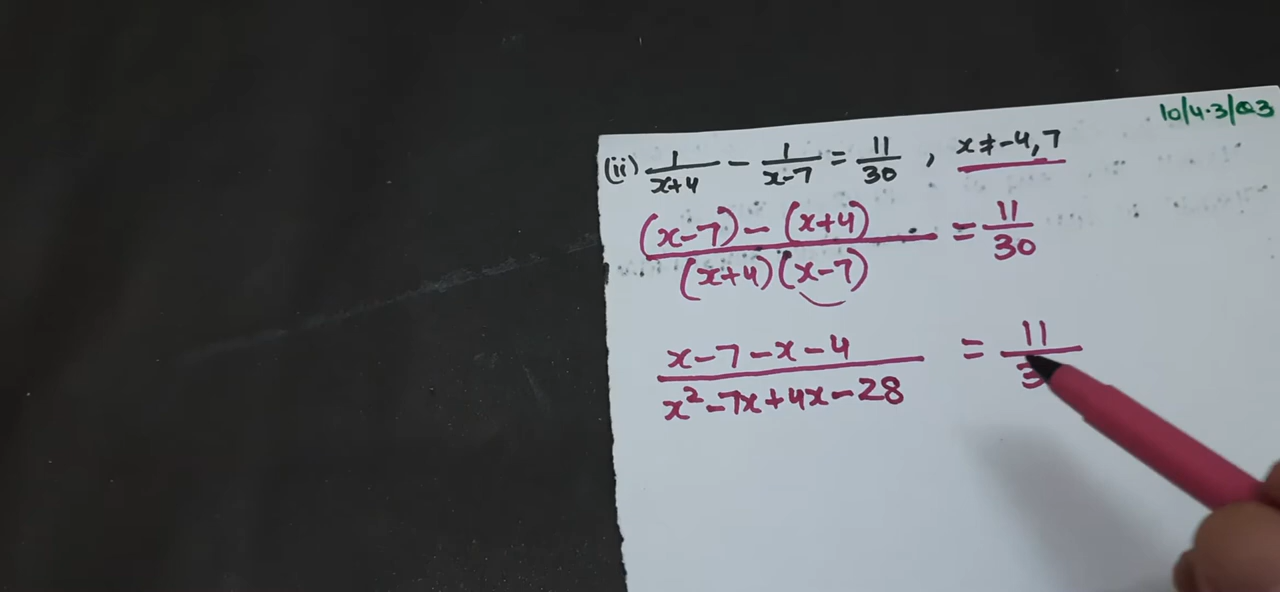 10/4.3/Q3
(ii) 1/(x+4) - 1/(x-7) = 11/30 , x ≠ -4, 7
((x-7) - (x+4))/((x+4)(x-7)) = 11/30
(x-7-x-4)/(x²-7x+4x-28) = 11/3